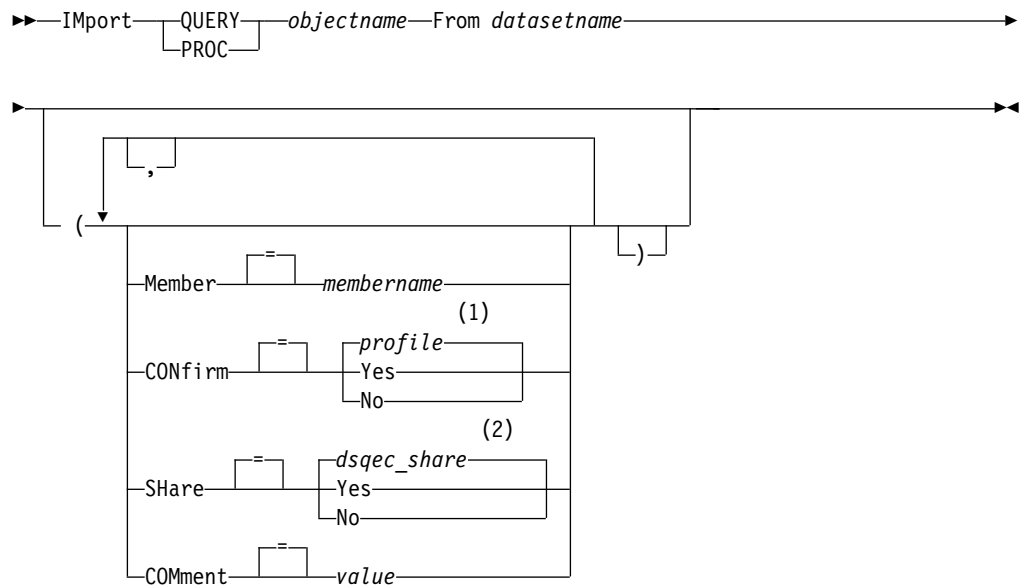 IMport QUERY objectname From datasetname
PROC
,
(
)
=
Member membername
(1)
= profile
CONfirm Yes
No
(2)
= dsqec_share
SHare Yes
No
=
COMment value